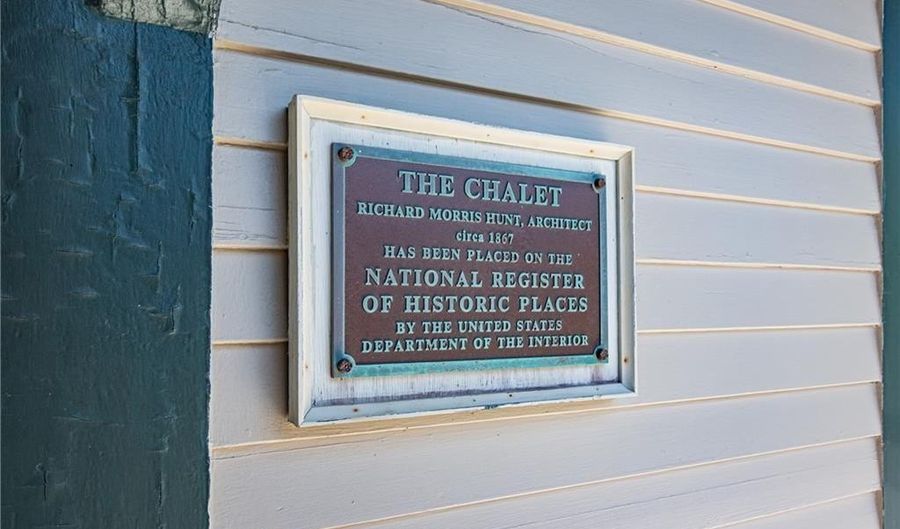 THE CHALET
RICHARD MORRIS HUNT, ARCHITECT
circa 1867
HAS BEEN PLACED ON THE
NATIONAL REGISTER
OF HISTORIC PLACES
BY THE UNITED STATES
DEPARTMENT OF THE INTERIOR